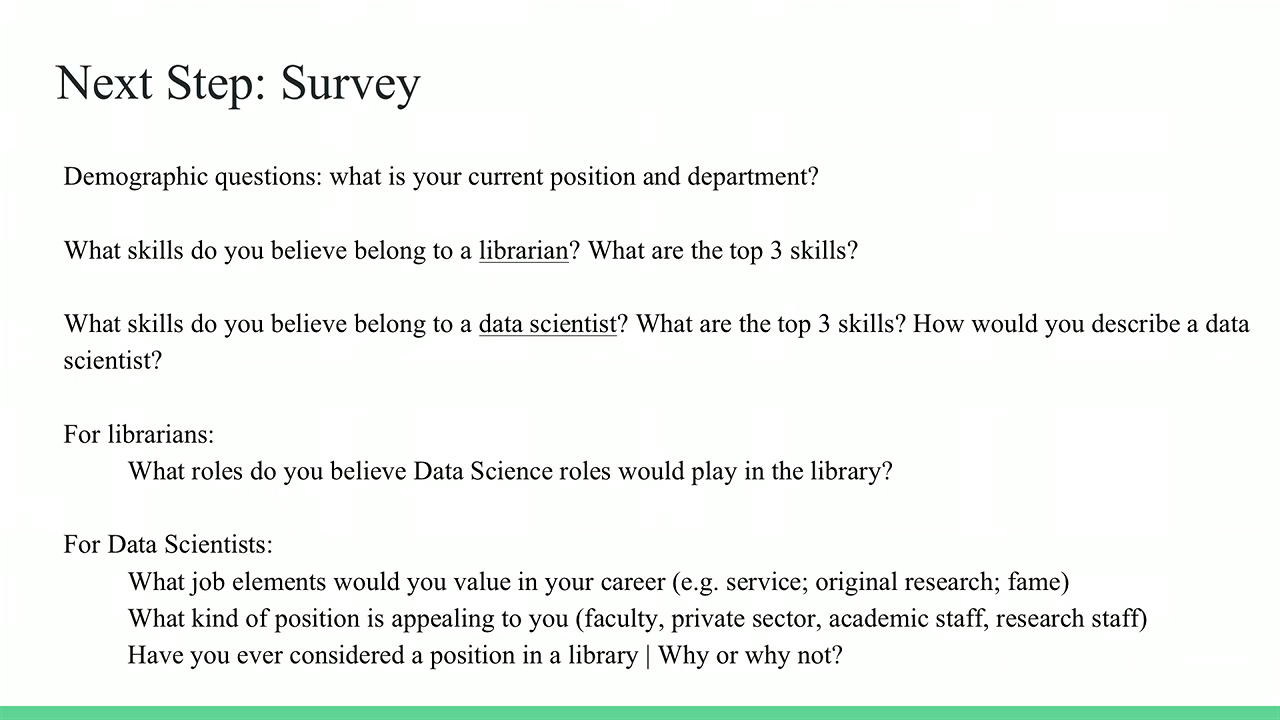 Next Step: Survey
Demographic questions: what is your current position and department?
What skills do you believe belong to a librarian? What are the top 3 skills?
What skills do you believe belong to a data scientist? What are the top 3 skills? How would you describe a data
scientist?
For librarians:
What roles do you believe Data Science roles would play in the library?
For Data Scientists:
What job elements would you value in your career (e.g. service; original research; fame)
What kind of position is appealing to you (faculty, private sector, academic staff, research staff)
Have you ever considered a position in a library | Why or why not?